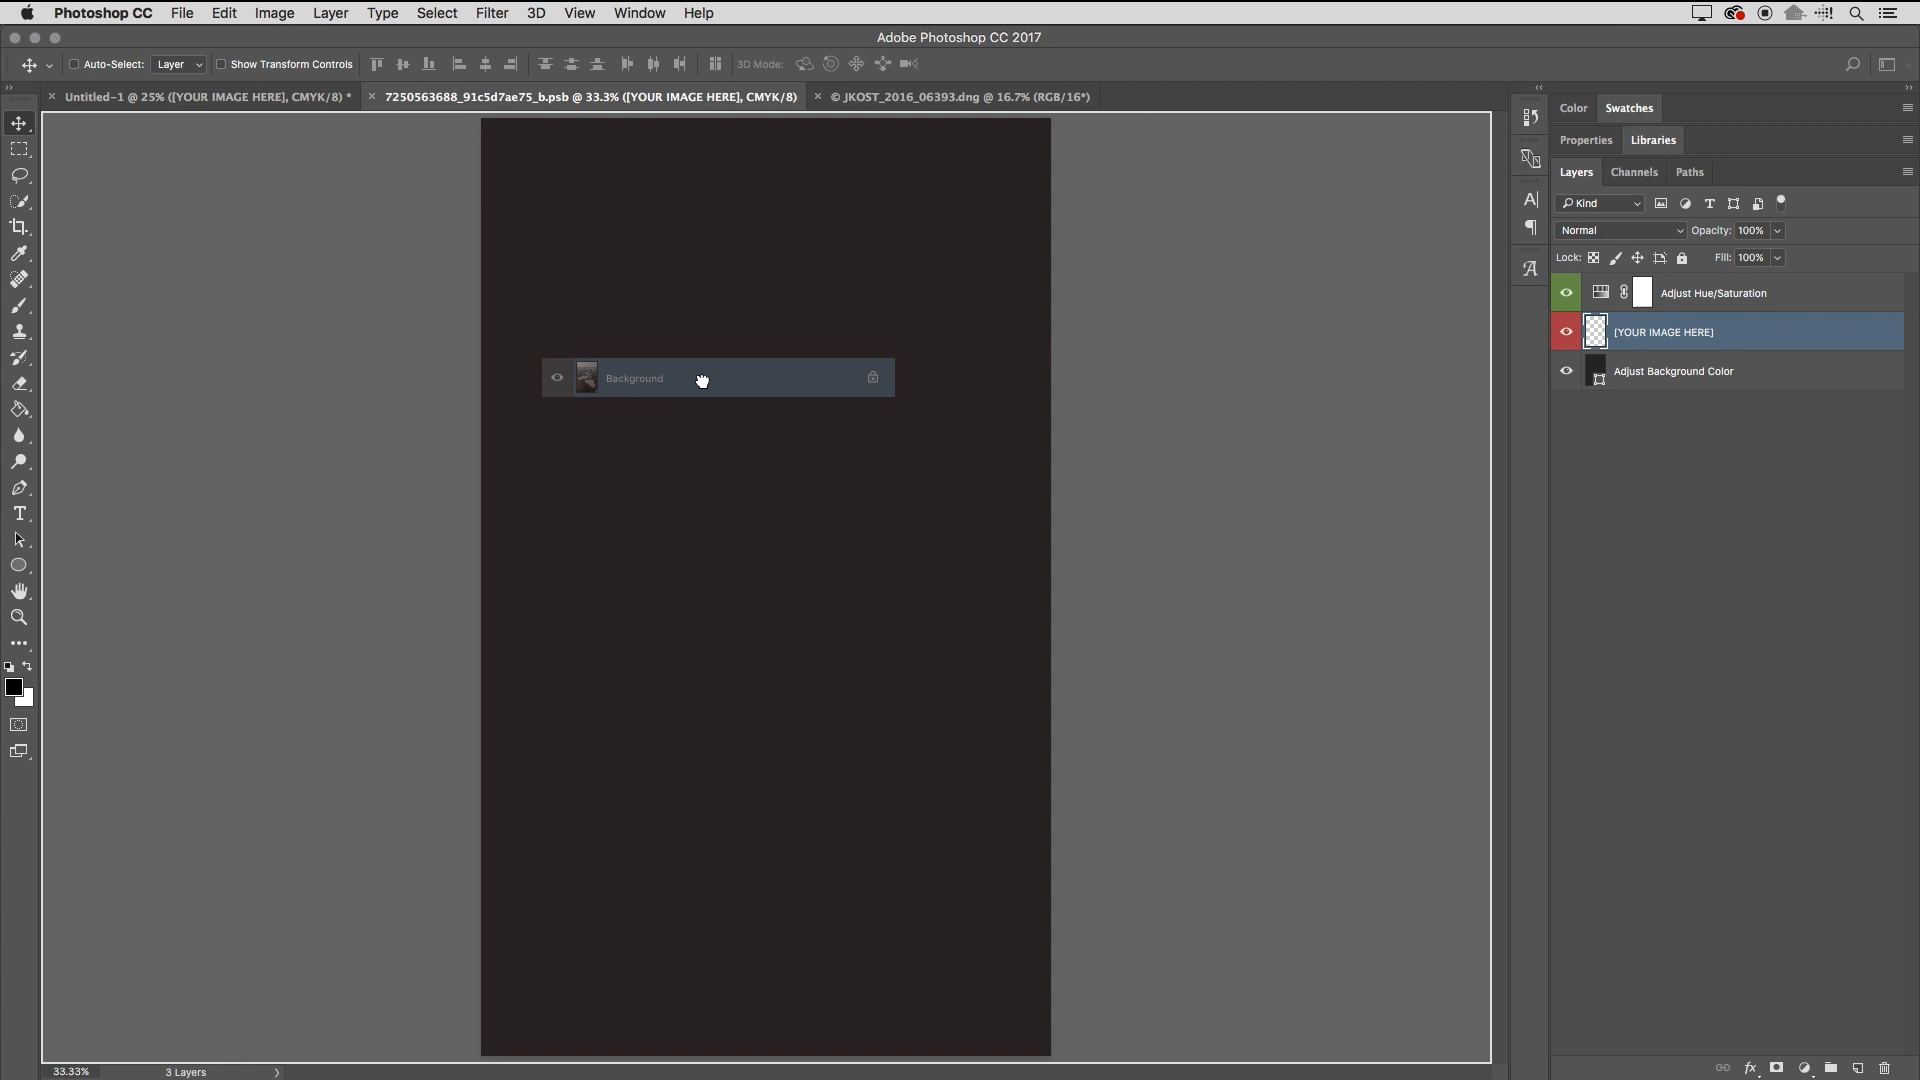 Photoshop CC File Edit Image Layer Type Select Filter 3D View Window Help
Adobe Photoshop CC 2017
Auto-Select: Layer Show Transform Controls 3D Mode:
Untitled-1 @ 25% ([YOUR IMAGE HERE], CMYK/8) * 7250563688_91c5d7ae75_b.psb @ 33.3% ([YOUR IMAGE HERE], CMYK/8) © JKOST_2016_06393.dng @ 16.7% (RGB/16*)
Color Swatches
Properties Libraries
Layers Channels Paths
Kind
Normal Opacity: 100%
Lock: Fill: 100%
Adjust Hue/Saturation
[YOUR IMAGE HERE]
Adjust Background Color
Background
33.33% 3 Layers